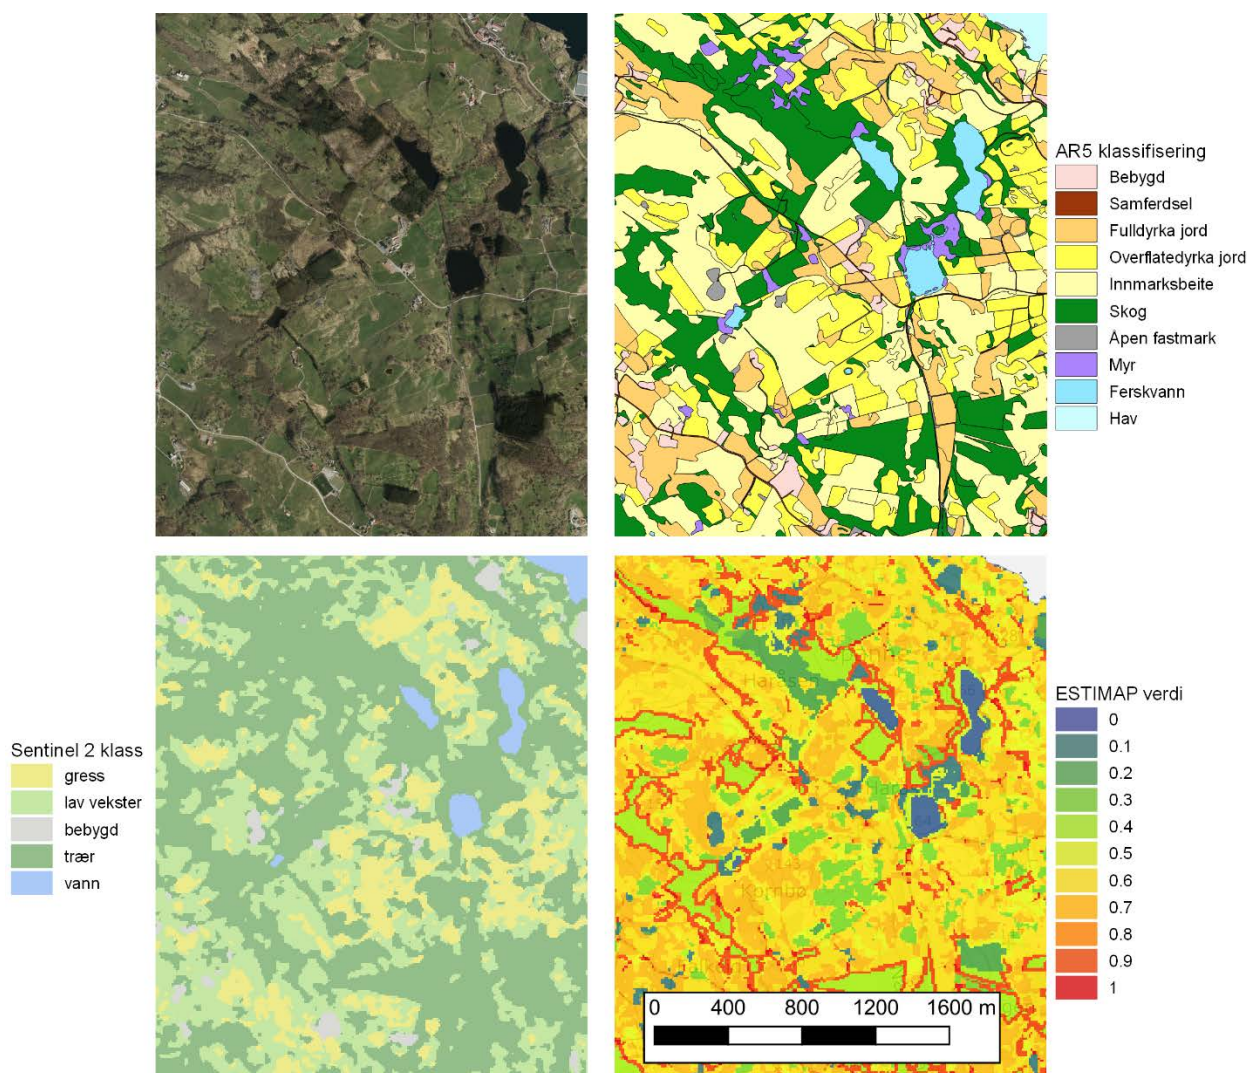 AR5 klassifisering
Bebygd
Samferdsel
Fulldyrka jord
Overflatedyrka jord
Innmarksbeite
Skog
Åpen fastmark
Myr
Ferskvann
Hav
Sentinel 2 klass
gress
lav vekster
bebygd
trær
vann
ESTIMAP verdi
0
0.1
0.2
0.3
0.4
0.5
0.6
0.7
0.8
0.9
1
0 400 800 1200 1600 m